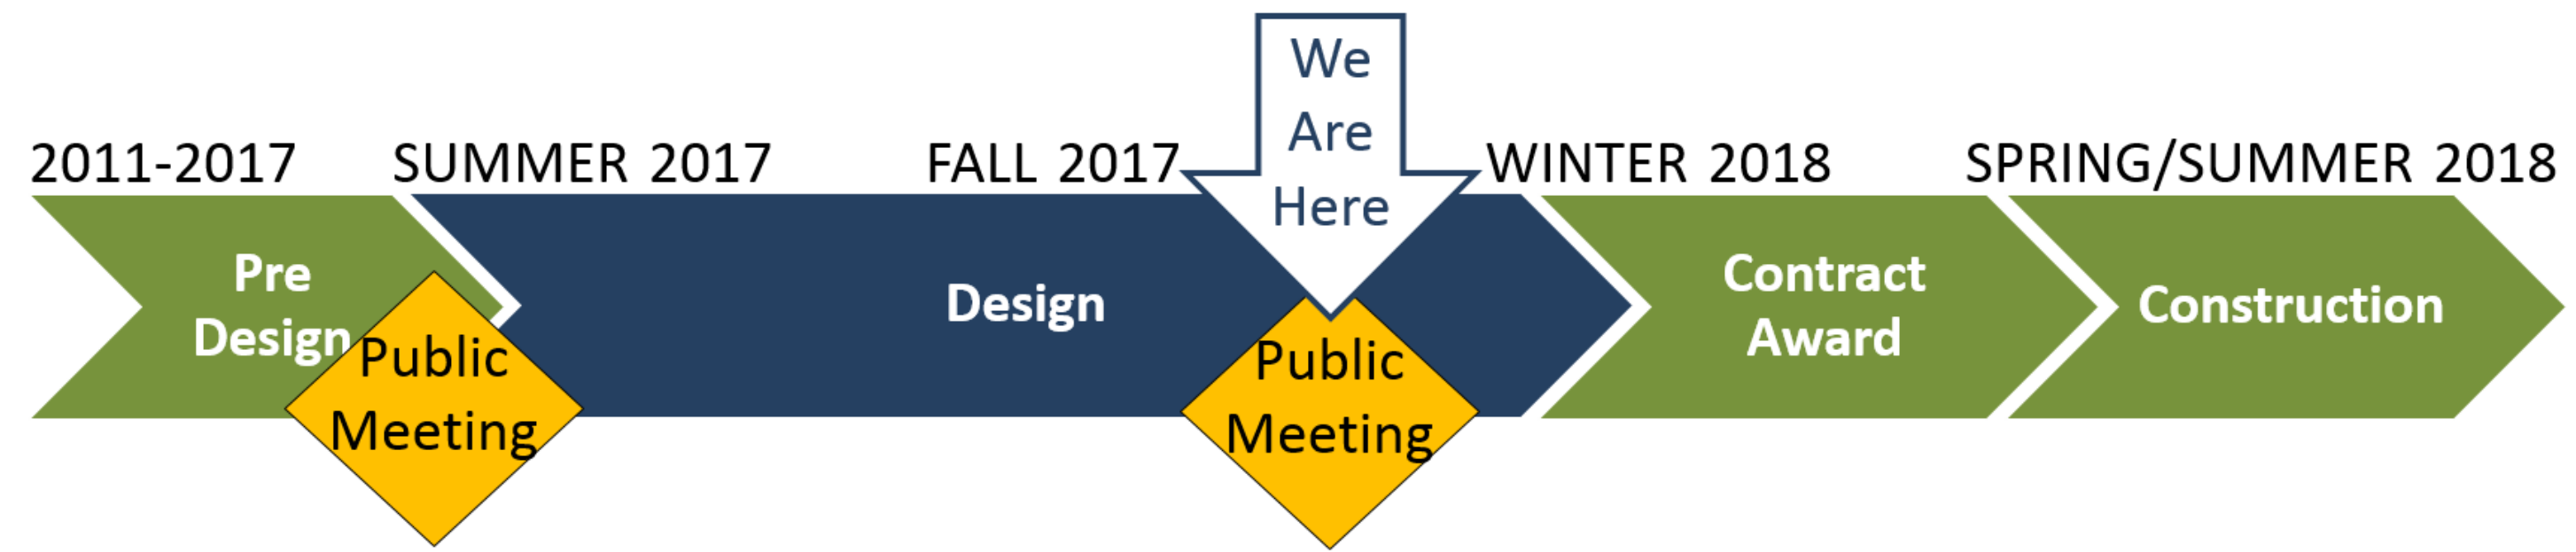 We
Are
Here
2011-2017
SUMMER 2017
FALL 2017
WINTER 2018
SPRING/SUMMER 2018
Pre
Design
Public
Meeting
Design
Public
Meeting
Contract
Award
Construction